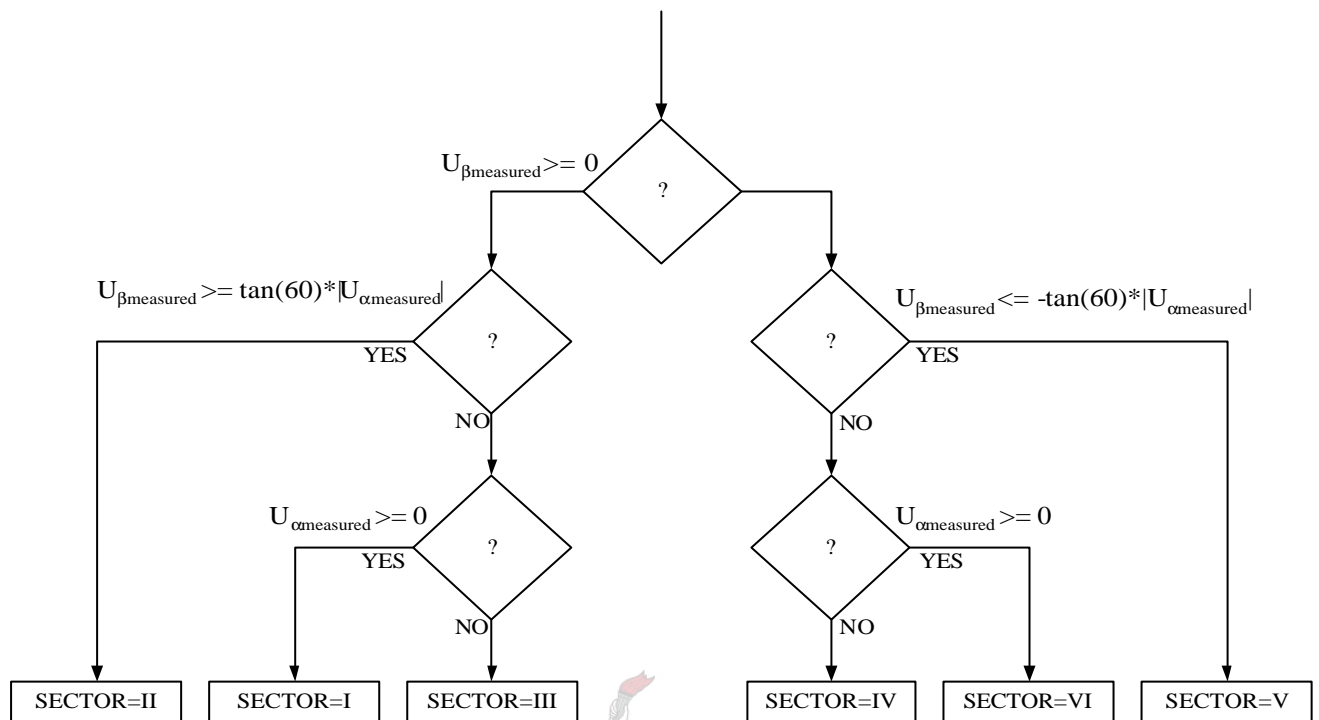 Uβmeasured>= 0
?
Uβmeasured>= tan(60)*|Uαmeasured|
?
YES
NO
Uβmeasured<= -tan(60)*|Uαmeasured|
?
YES
NO
Uαmeasured>= 0
?
YES
NO
Uαmeasured>= 0
?
YES
NO
SECTOR=II
SECTOR=I
SECTOR=III
SECTOR=IV
SECTOR=VI
SECTOR=V